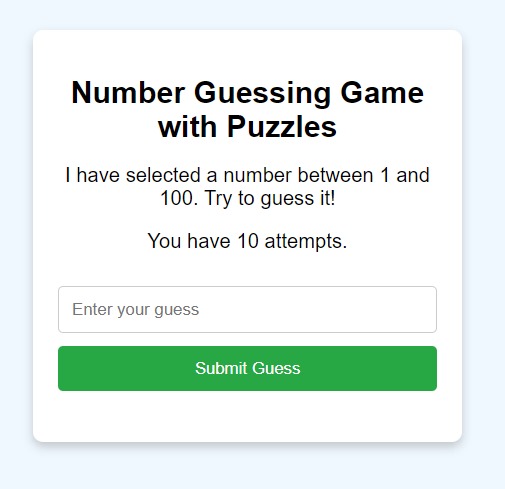 Number Guessing Game
with Puzzles
I have selected a number between 1 and
100. Try to guess it!
You have 10 attempts.
Enter your guess
Submit Guess